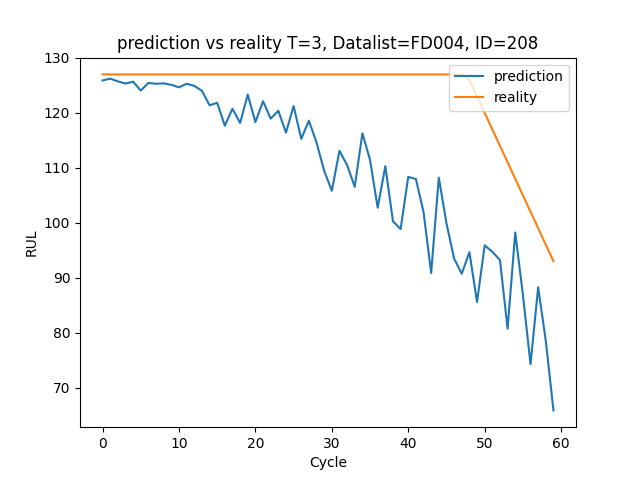 prediction vs reality T=3, Datalist=FD004, ID=208
130
120
110
100
90
80
70
RUL
prediction
reality
0 10 20 30 40 50 60
Cycle